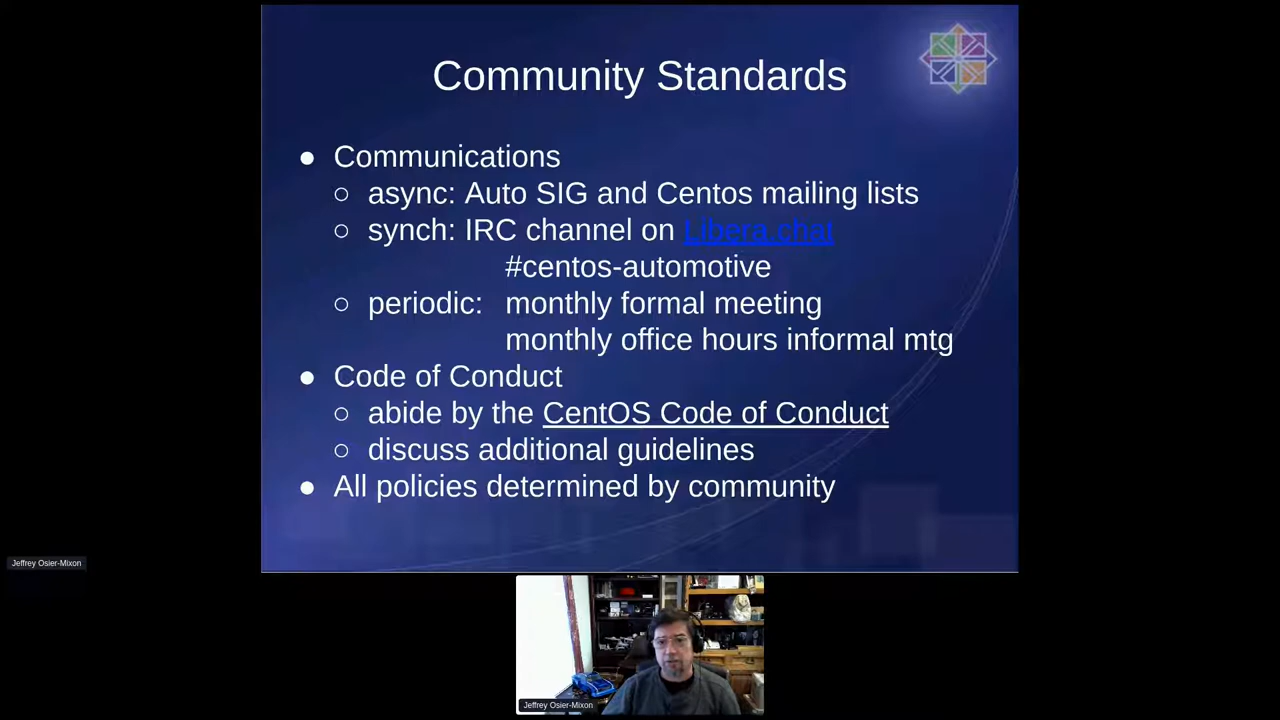 Community Standards
● Communications
○ async: Auto SIG and Centos mailing lists
○ synch: IRC channel on Libera.chat
#centos-automotive
○ periodic: monthly formal meeting
monthly office hours informal mtg
● Code of Conduct
○ abide by the CentOS Code of Conduct
○ discuss additional guidelines
● All policies determined by community
Jeffrey Osier-Mixon
Jeffrey Osier-Mixon